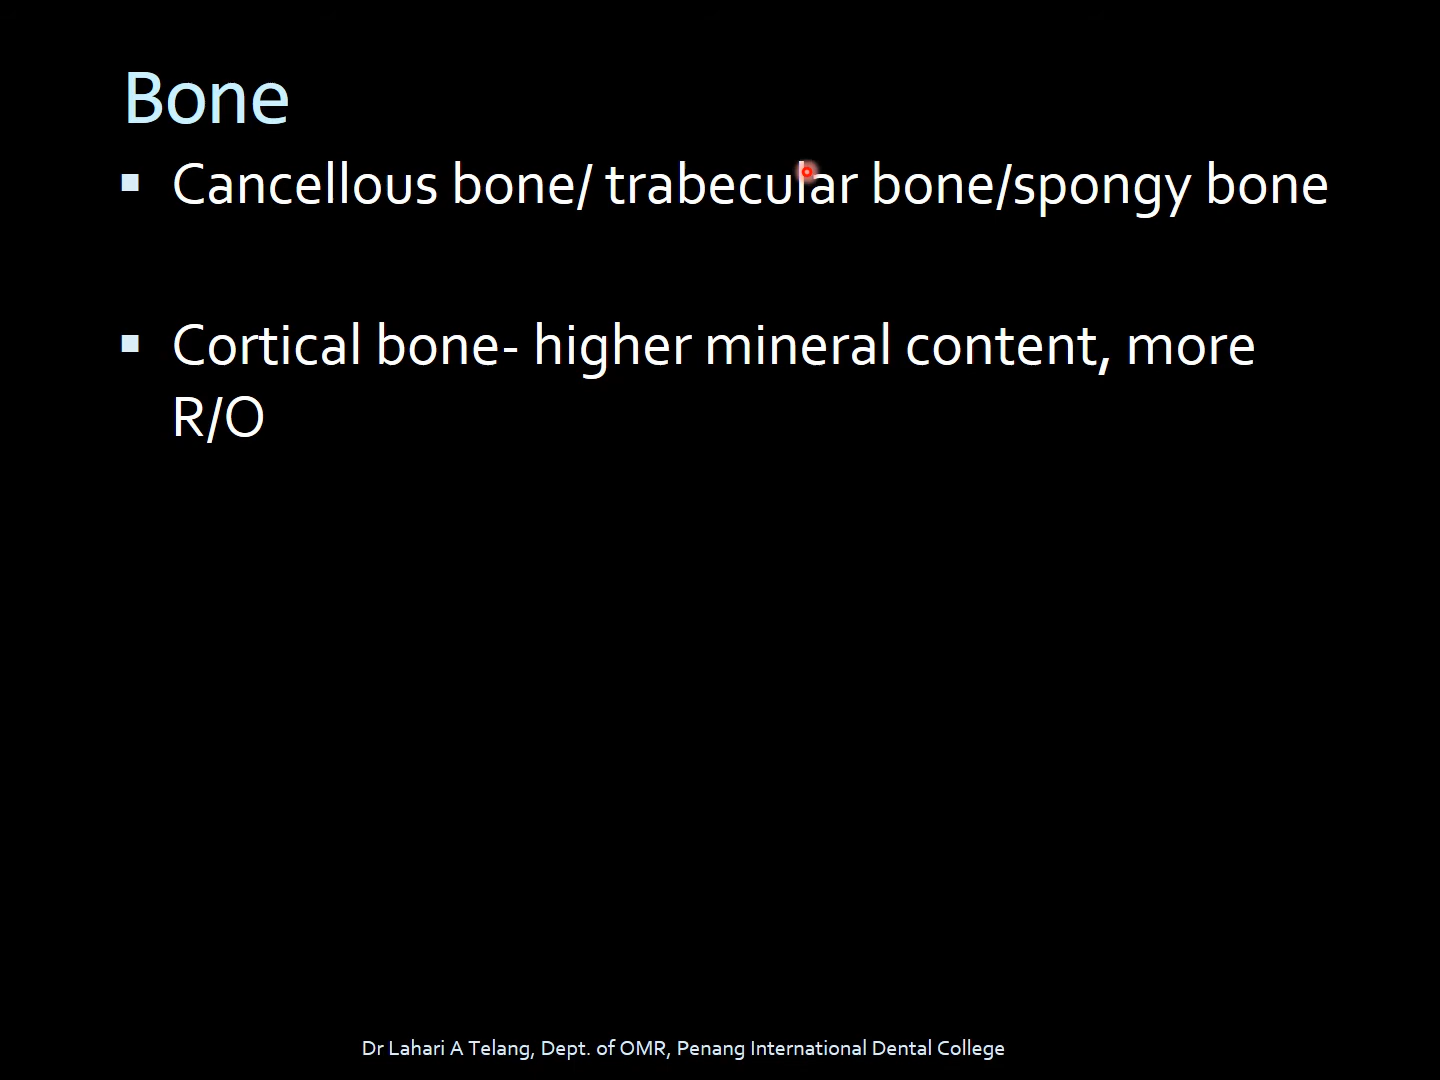 Bone
▪ Cancellous bone/ trabecular bone/spongy bone
▪ Cortical bone- higher mineral content, more
R/O
Dr Lahari A Telang, Dept. of OMR, Penang International Dental College